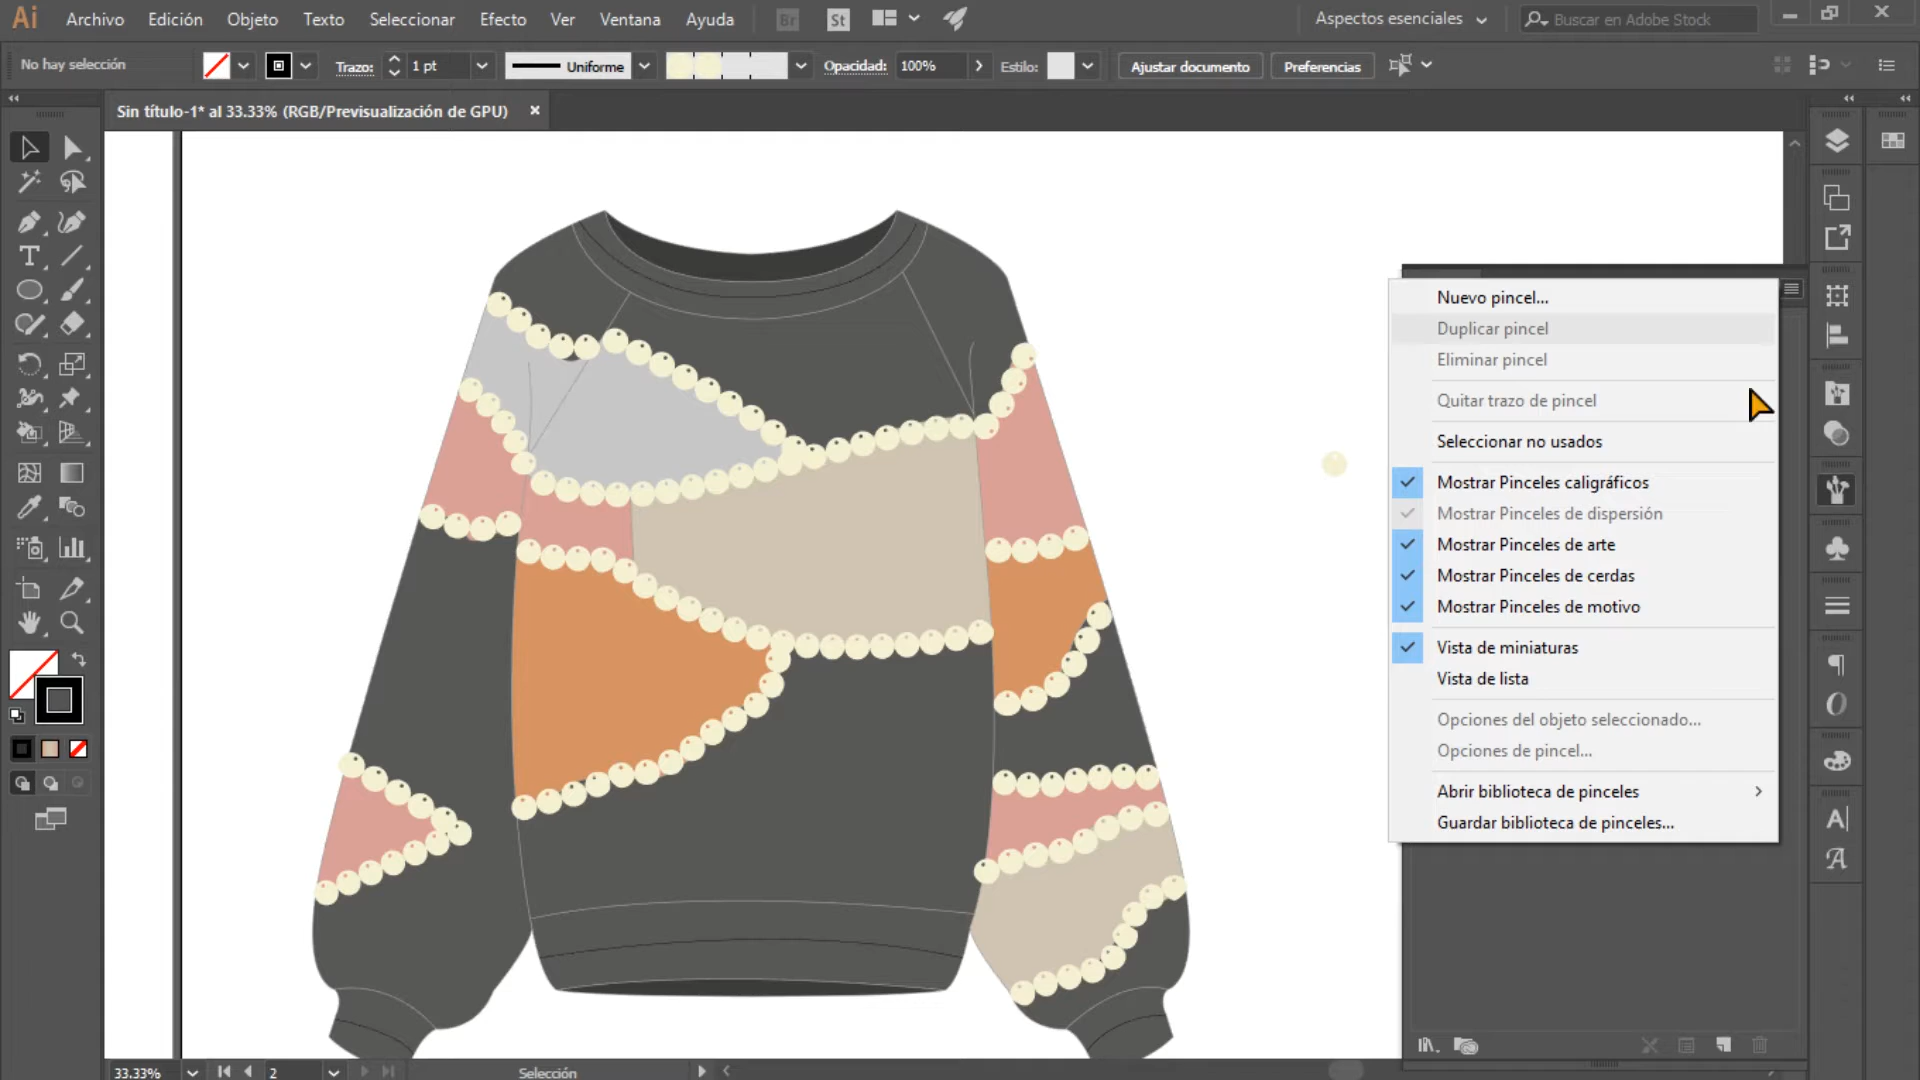 Ai Archivo Edición Objeto Texto Seleccionar Efecto Ver Ventana Ayuda Br St Aspectos esenciales Buscar en Adobe Stock
No hay selección Trazo: 1 pt Uniforme Opacidad: 100% Estilo: Ajustar documento Preferencias
Sin título-1* al 33.33% (RGB/Previsualización de GPU)
Nuevo pincel...
Duplicar pincel
Eliminar pincel
Quitar trazo de pincel
Seleccionar no usados
Mostrar Pinceles caligráficos
Mostrar Pinceles de dispersión
Mostrar Pinceles de arte
Mostrar Pinceles de cerdas
Mostrar Pinceles de motivo
Vista de miniaturas
Vista de lista
Opciones del objeto seleccionado...
Opciones de pincel...
Abrir biblioteca de pinceles
Guardar biblioteca de pinceles...
33.33% 2 Selección